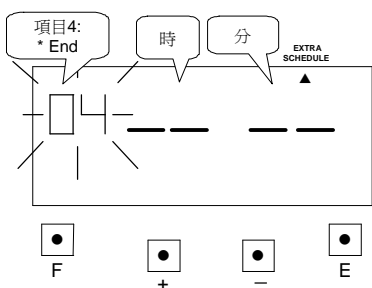 項目4:
* End
時
分
EXTRA
SCHEDULE
04 -- --
F
+
−
E